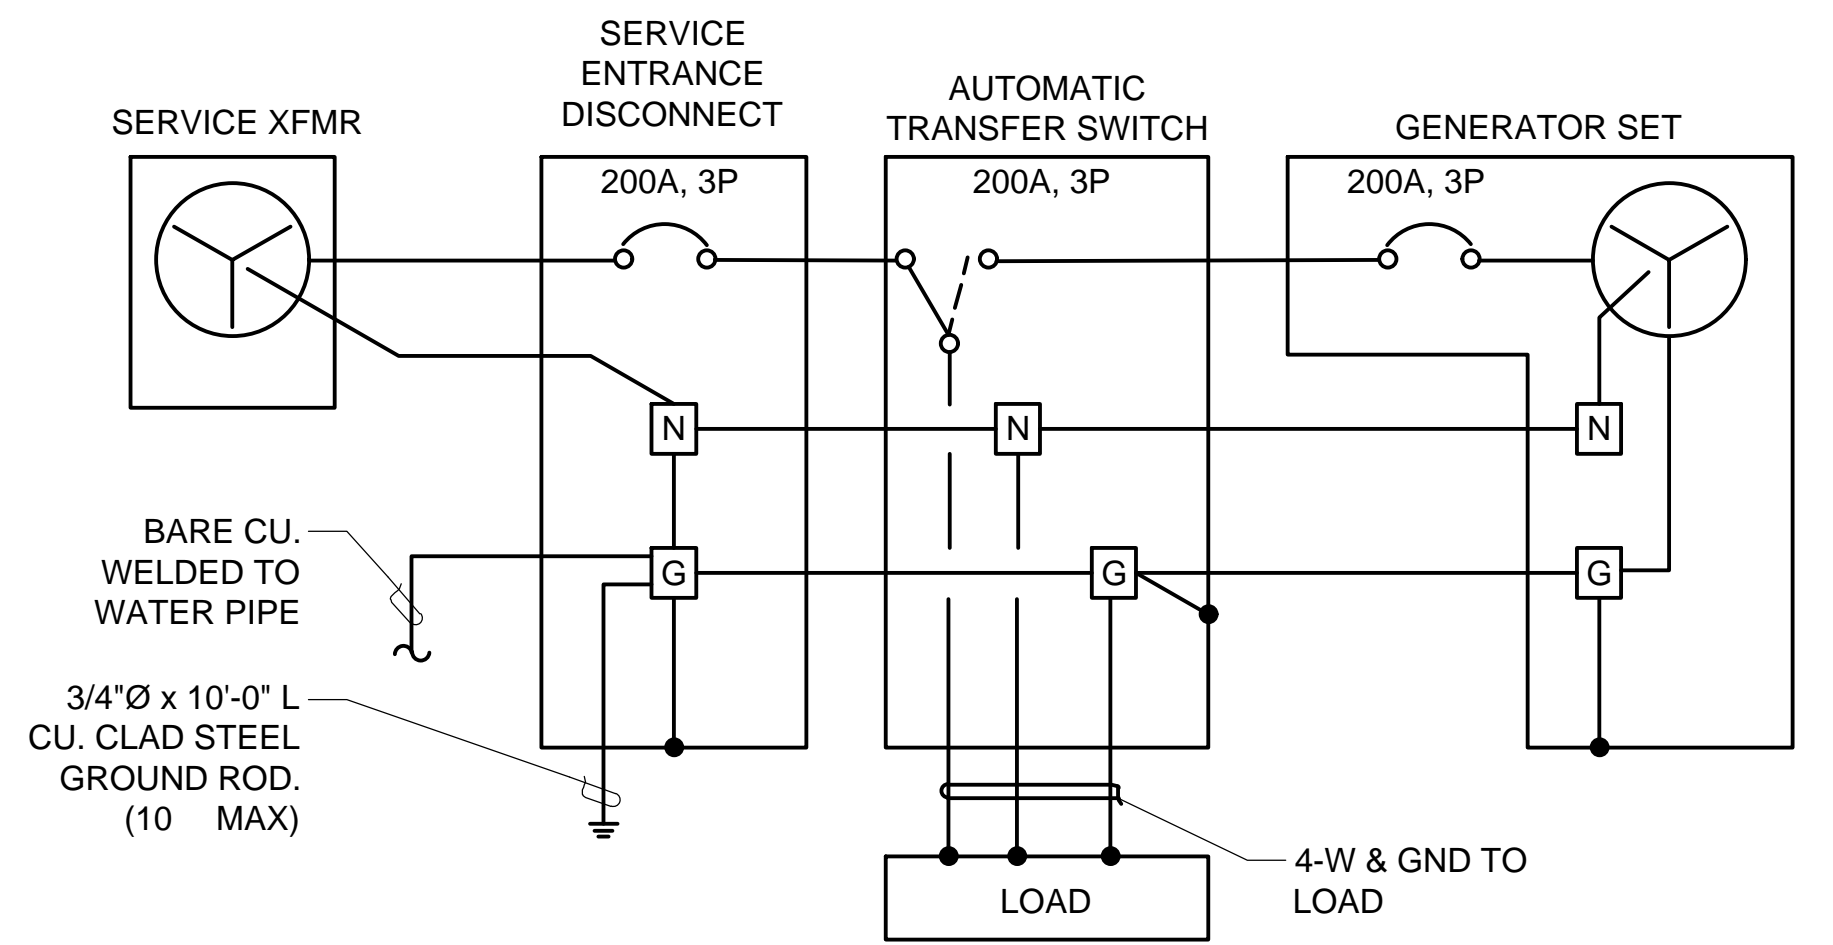 SERVICE XFMR
SERVICE
ENTRANCE
DISCONNECT
AUTOMATIC
TRANSFER SWITCH
GENERATOR SET
200A, 3P
200A, 3P
200A, 3P
N
N
N
G
G
G
BARE CU.
WELDED TO
WATER PIPE
3/4"Ø x 10'-0" L
CU. CLAD STEEL
GROUND ROD.
(10 MAX)
4-W & GND TO
LOAD
LOAD